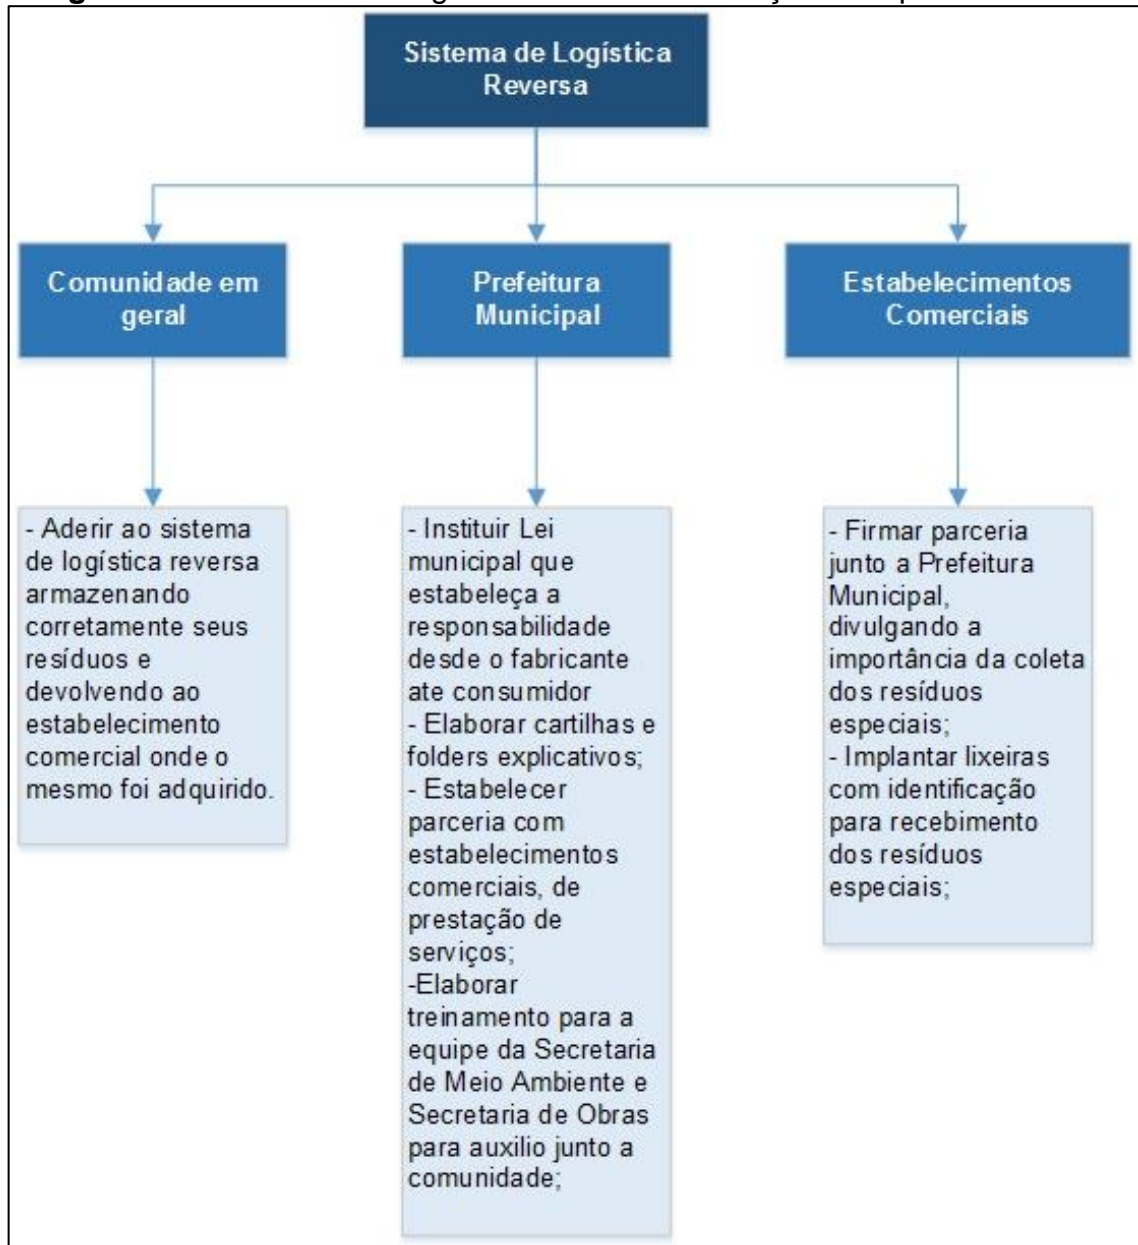 Sistema de Logística
Reversa
Comunidade em
geral
Prefeitura
Municipal
Estabelecimentos
Comerciais
- Aderir ao sistema
de logística reversa
armazenando
corretamente seus
resíduos e
devolvendo ao
estabelecimento
comercial onde o
mesmo foi adquirido.
- Instituir Lei
municipal que
estabeleça a
responsabilidade
desde o fabricante
ate consumidor
- Elaborar cartilhas e
folders explicativos;
- Estabelecer
parceria com
estabelecimentos
comerciais, de
prestação de
serviços;
-Elaborar
treinamento para a
equipe da Secretaria
de Meio Ambiente e
Secretaria de Obras
para auxilio junto a
comunidade;
- Firmar parceria
junto a Prefeitura
Municipal,
divulgando a
importância da coleta
dos resíduos
especiais;
- Implantar lixeiras
com identificação
para recebimento
dos resíduos
especiais;